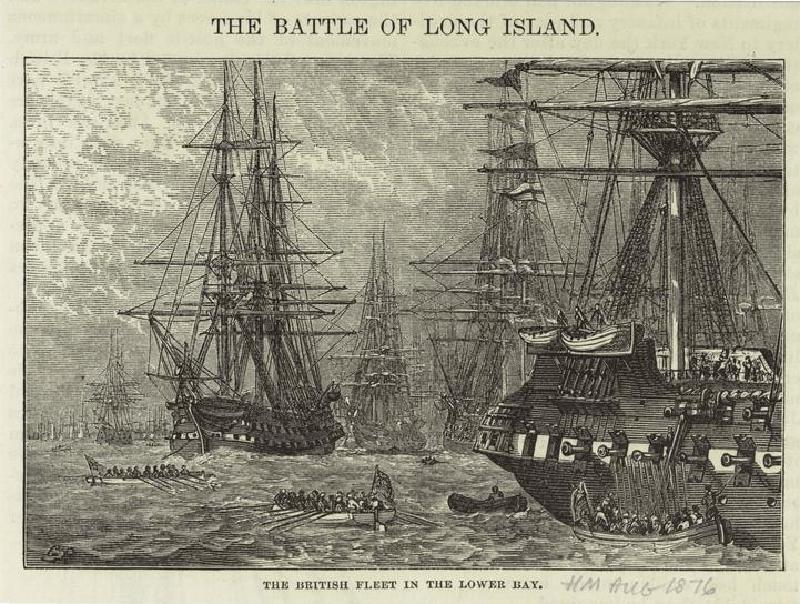 THE BATTLE OF LONG ISLAND.
THE BRITISH FLEET IN THE LOWER BAY.
HM AUG 1876